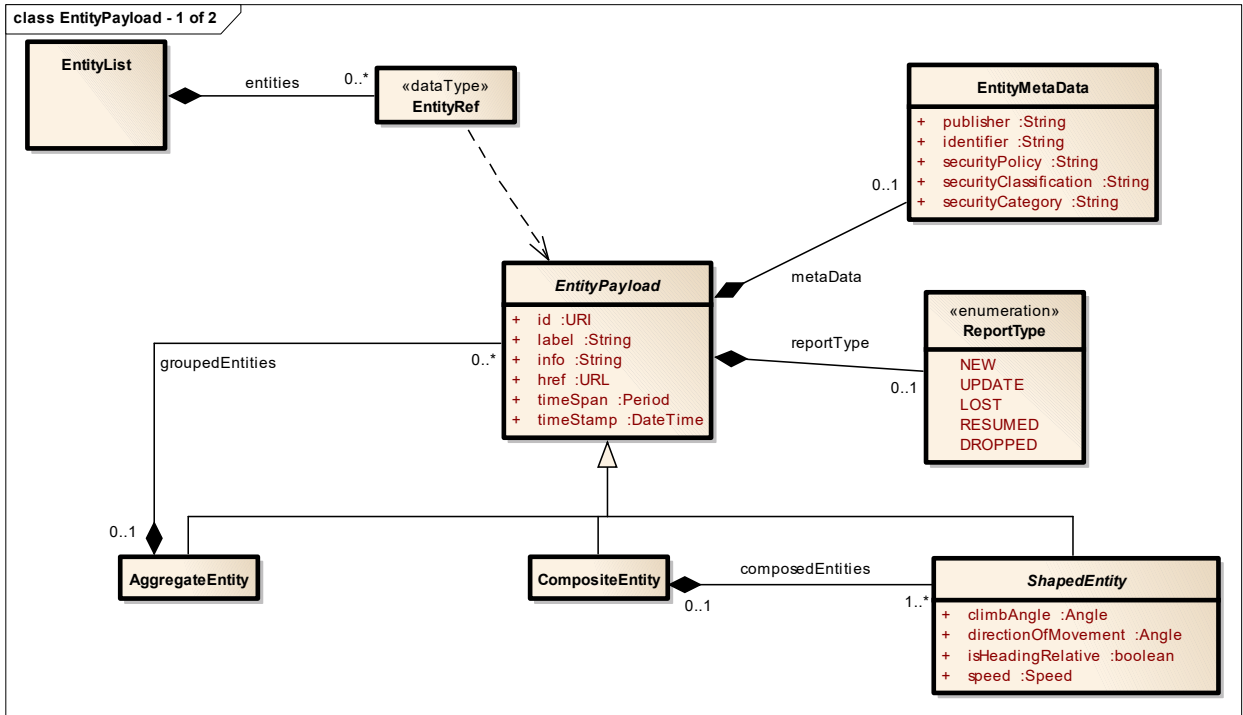 class EntityPayload - 1 of 2
EntityList
entities
0..*
«dataType»
EntityRef
EntityMetaData
+ publisher :String
+ identifier :String
+ securityPolicy :String
+ securityClassification :String
+ securityCategory :String
0..1
metaData
EntityPayload
+ id :URI
+ label :String
+ info :String
+ href :URL
+ timeSpan :Period
+ timeStamp :DateTime
reportType
0..1
«enumeration»
ReportType
NEW
UPDATE
LOST
RESUMED
DROPPED
groupedEntities
0..*
0..1
AggregateEntity
CompositeEntity
composedEntities
0..1
1..*
ShapedEntity
+ climbAngle :Angle
+ directionOfMovement :Angle
+ isHeadingRelative :boolean
+ speed :Speed